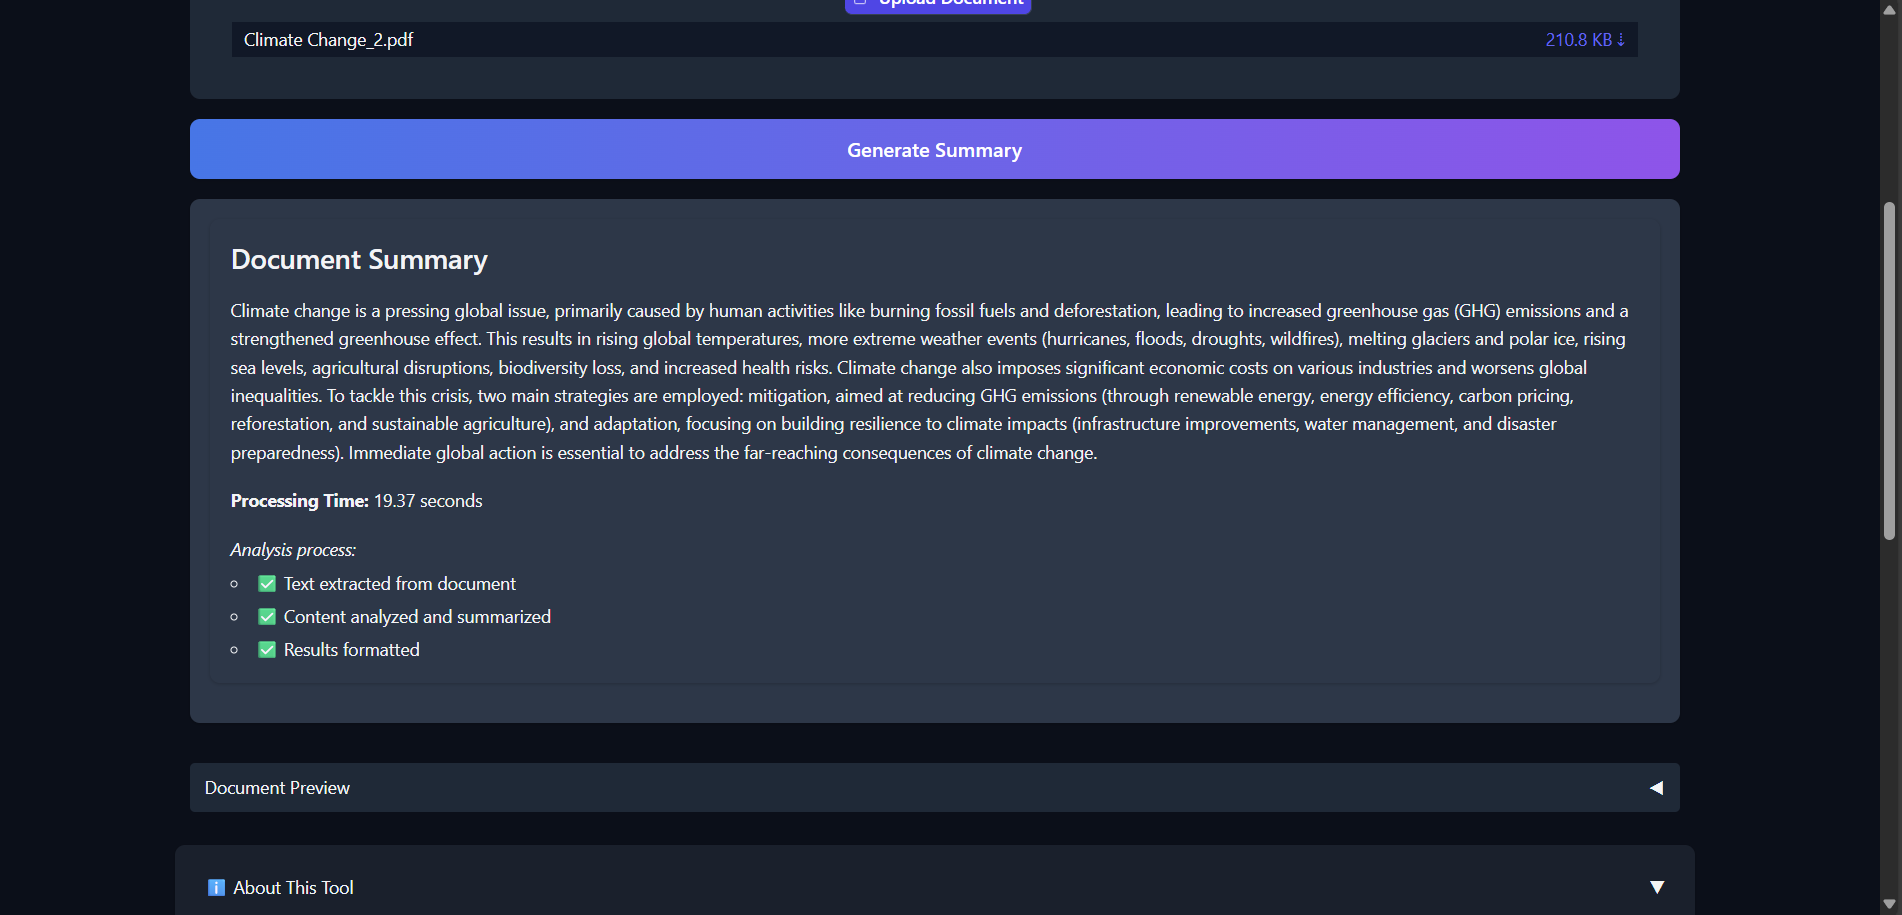 Upload Document
Climate Change_2.pdf
210.8 KB ⇣
Generate Summary
Document Summary
Climate change is a pressing global issue, primarily caused by human activities like burning fossil fuels and deforestation, leading to increased greenhouse gas (GHG) emissions and a
strengthened greenhouse effect. This results in rising global temperatures, more extreme weather events (hurricanes, floods, droughts, wildfires), melting glaciers and polar ice, rising
sea levels, agricultural disruptions, biodiversity loss, and increased health risks. Climate change also imposes significant economic costs on various industries and worsens global
inequalities. To tackle this crisis, two main strategies are employed: mitigation, aimed at reducing GHG emissions (through renewable energy, energy efficiency, carbon pricing,
reforestation, and sustainable agriculture), and adaptation, focusing on building resilience to climate impacts (infrastructure improvements, water management, and disaster
preparedness). Immediate global action is essential to address the far-reaching consequences of climate change.
Processing Time: 19.37 seconds
Analysis process:
✅ Text extracted from document
✅ Content analyzed and summarized
✅ Results formatted
Document Preview
ℹ️ About This Tool